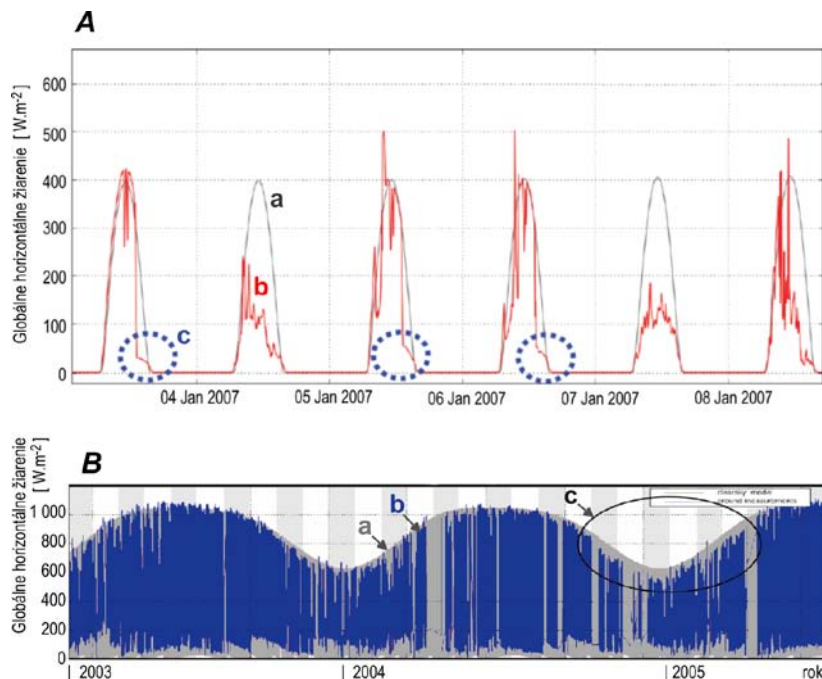 A
Globálne horizontálne žiarenie [ W.m-2 ]
600
500
400
300
200
100
0
a
b
c
04 Jan 2007
05 Jan 2007
06 Jan 2007
07 Jan 2007
08 Jan 2007
B
Globálne horizontálne žiarenie
[ W.m-2 ]
1 000
800
600
400
200
0
a
b
c
ground measurements
2003
2004
2005
rok